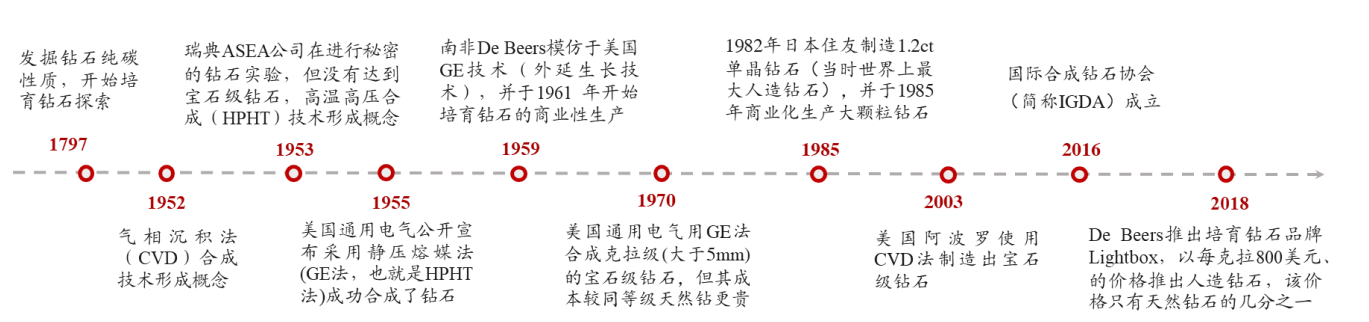 发掘钻石纯碳
性质，开始培
育钻石探索
1797
气相沉积法
（CVD）合成
技术形成概念
1952
瑞典ASEA公司在进行秘密
的钻石实验，但没有达到
宝石级钻石，高温高压合
成（HPHT）技术形成概念
1953
1955
美国通用电气公开宣
布采用静压熔媒法
(GE法，也就是HPHT
法)成功合成了钻石
南非De Beers模仿于美国
GE技术（外延生长技
术），并于1961 年开始
培育钻石的商业性生产
1959
1970
美国通用电气用GE法
合成克拉级(大于5mm)
的宝石级钻石，但其成
本较同等级天然钻更贵
1982年日本住友制造1.2ct
单晶钻石（当时世界上最
大人造钻石），并于1985
年商业化生产大颗粒钻石
1985
2003
美国阿波罗使用
CVD法制造出宝石
级钻石
国际合成钻石协会
（简称IGDA）成立
2016
2018
De Beers推出培育钻石品牌
Lightbox，以每克拉800美元、
的价格推出人造钻石，该价
格只有天然钻石的几分之一